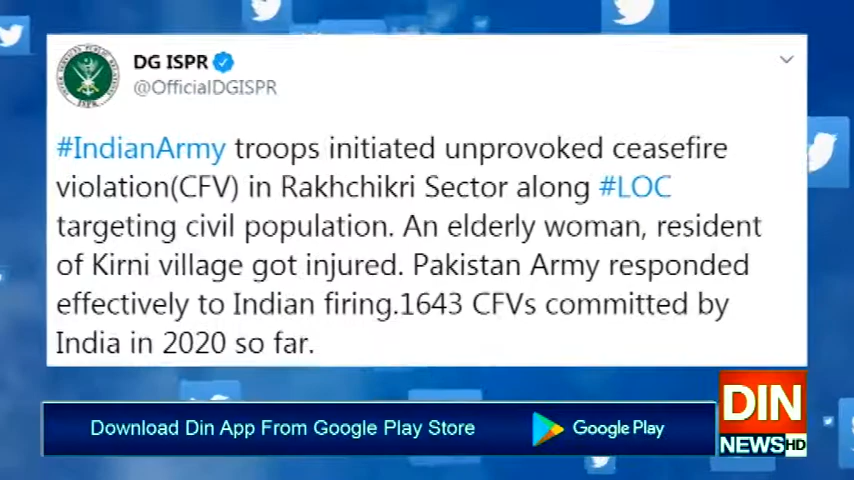 DG ISPR
@OfficialDGISPR
#IndianArmy troops initiated unprovoked ceasefire
violation(CFV) in Rakhchikri Sector along #LOC
targeting civil population. An elderly woman, resident
of Kirni village got injured. Pakistan Army responded
effectively to Indian firing.1643 CFVs committed by
India in 2020 so far.
Download Din App From Google Play Store
Google Play
DIN
NEWS HD